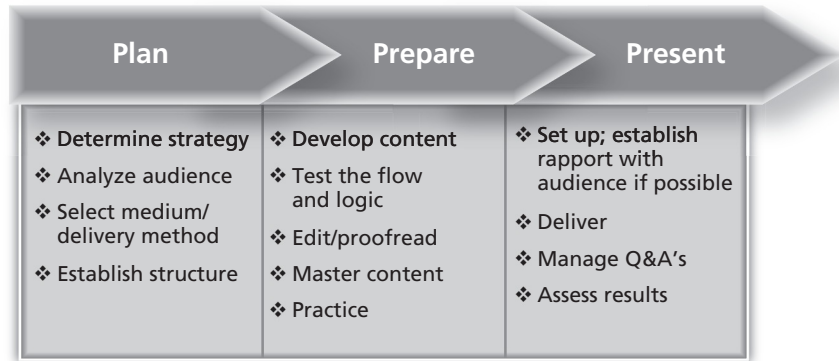 Plan
Prepare
Present
❖ Determine strategy
❖ Analyze audience
❖ Select medium/
delivery method
❖ Establish structure
❖ Develop content
❖ Test the flow
and logic
❖ Edit/proofread
❖ Master content
❖ Practice
❖ Set up; establish
rapport with
audience if possible
❖ Deliver
❖ Manage Q&A's
❖ Assess results